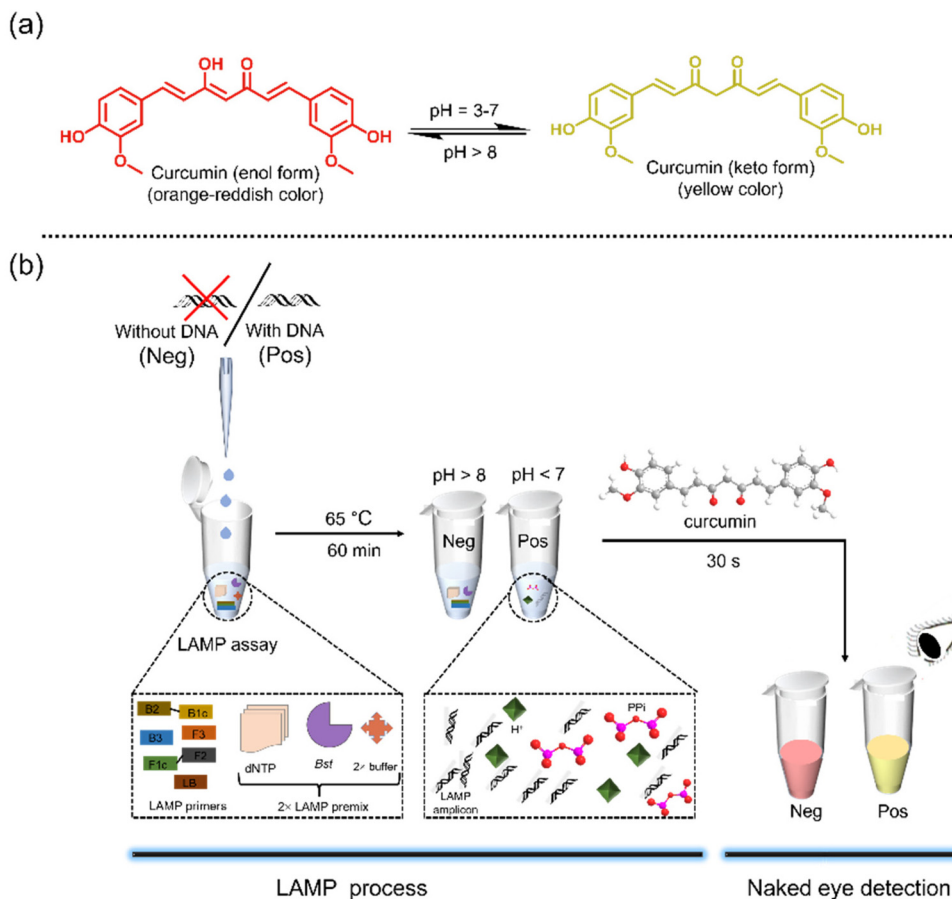 (a)
OH
O
HO
O
OH
O
Curcumin (enol form)
(orange-reddish color)
pH = 3-7
pH > 8
O
O
HO
O
OH
O
Curcumin (keto form)
(yellow color)
(b)
Without DNA
(Neg)
With DNA
(Pos)
65 °C
60 min
LAMP assay
pH > 8
pH < 7
Neg
Pos
curcumin
30 s
B2
B1c
B3
F3
F1c
F2
LB
LAMP primers
dNTP
Bst
2× buffer
2× LAMP premix
H⁺
PPi
LAMP
amplicon
Neg
Pos
LAMP process
Naked eye detection